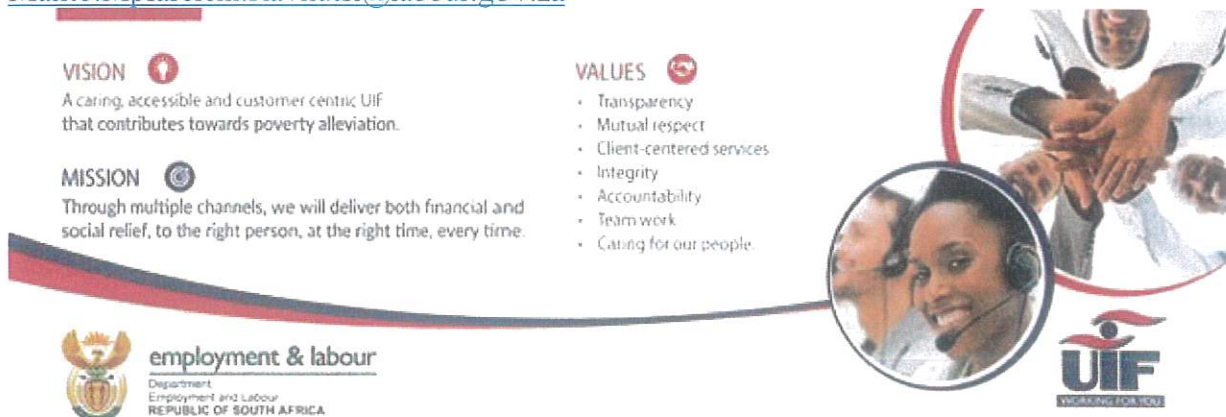 VISION
A caring, accessible and customer centric UIF
that contributes towards poverty alleviation.
MISSION
Through multiple channels, we will deliver both financial and
social relief, to the right person, at the right time, every time.
VALUES
· Transparency
· Mutual respect
· Client-centered services
· Integrity
· Accountability
· Team work
· Caring for our people.
employment & labour
Department
Employment and Labour
REPUBLIC OF SOUTH AFRICA
UIF
WORKING FOR YOU